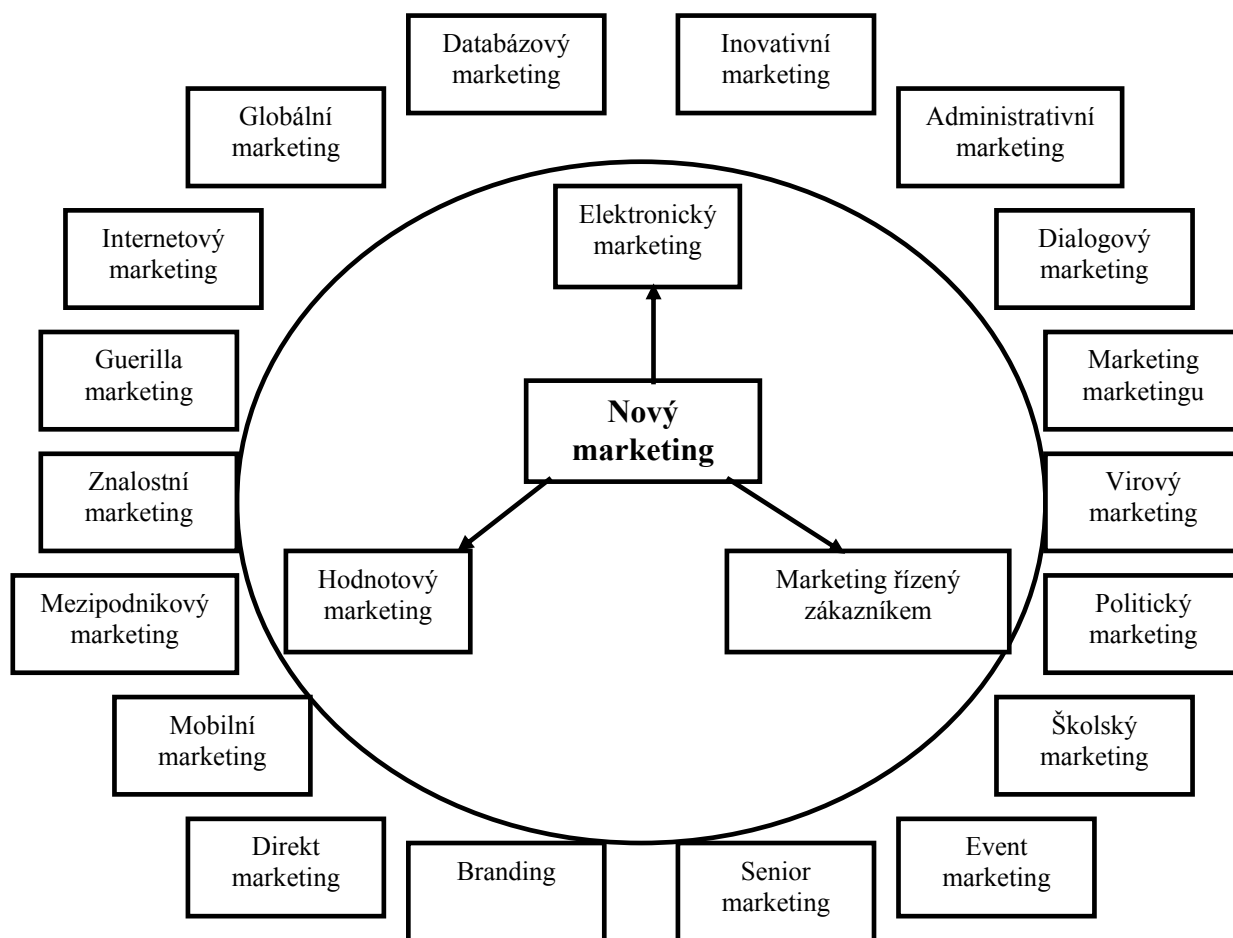 Databázový
marketing
Inovativní
marketing
Globální
marketing
Administrativní
marketing
Elektronický
marketing
Internetový
marketing
Dialogový
marketing
Guerilla
marketing
Marketing
marketingu
Nový
marketing
Znalostní
marketing
Virový
marketing
Hodnotový
marketing
Marketing řízený
zákazníkem
Mezipodnikový
marketing
Politický
marketing
Mobilní
marketing
Školský
marketing
Direkt
marketing
Branding
Senior
marketing
Event
marketing